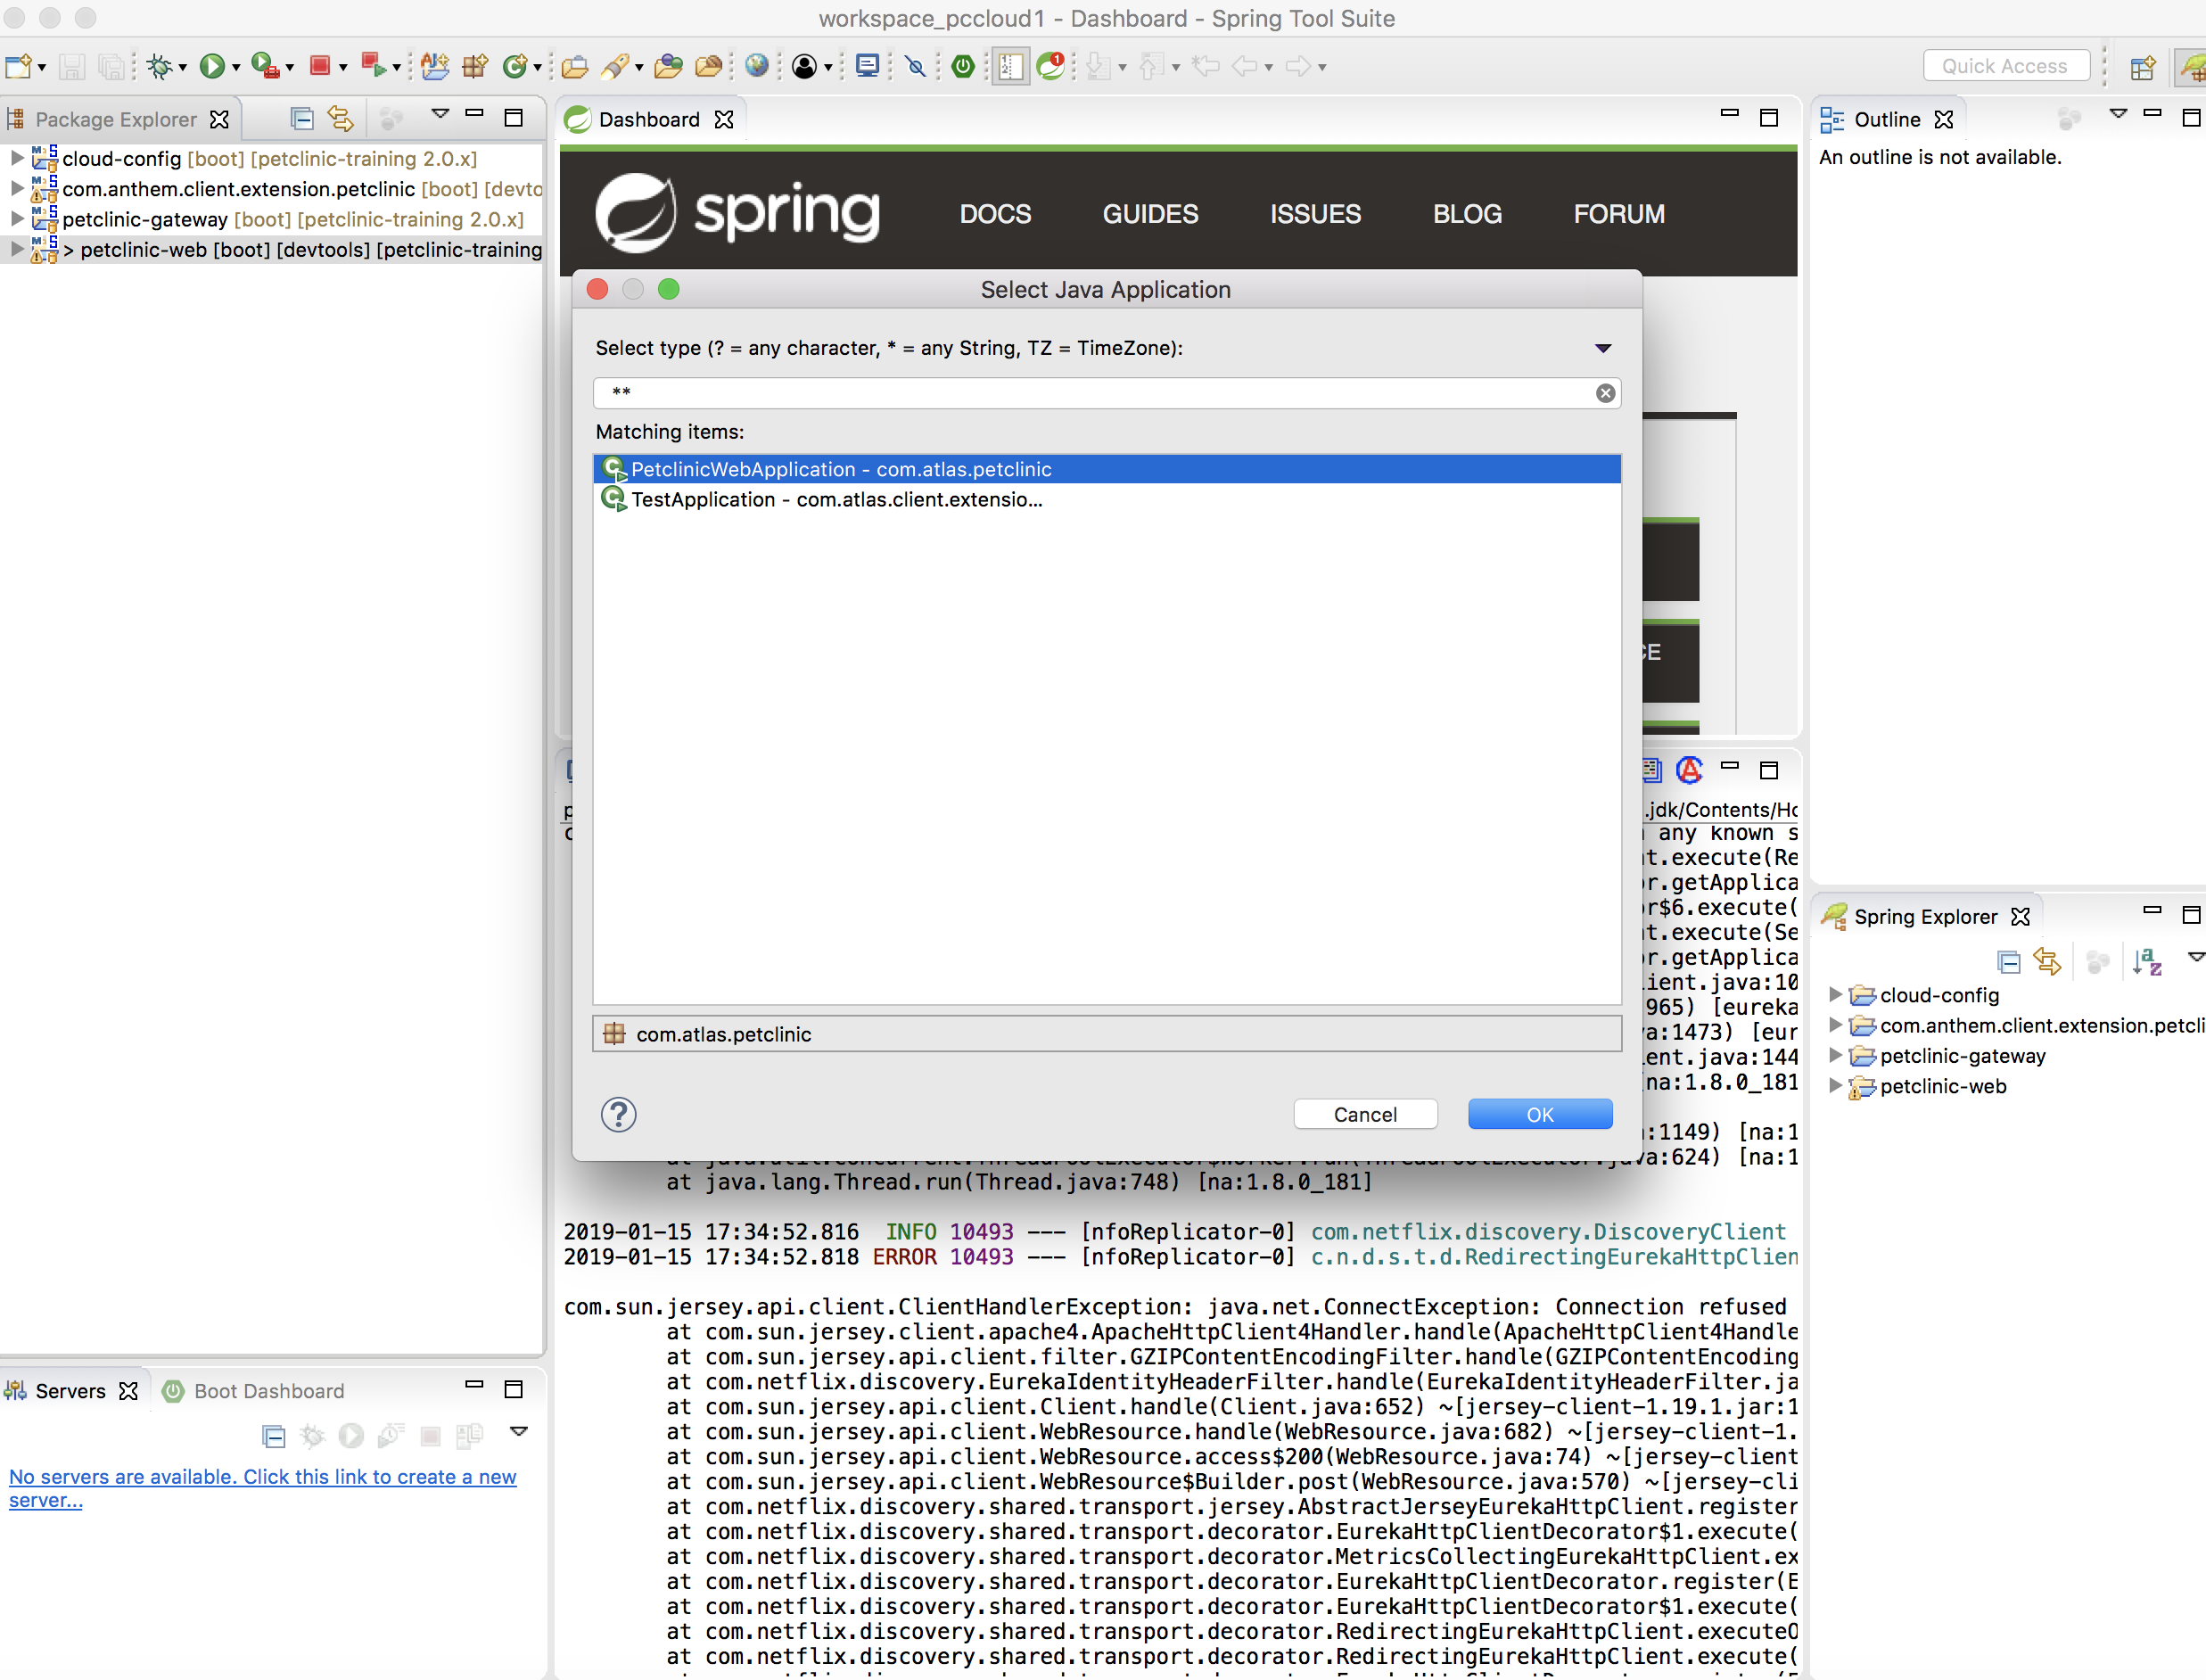 workspace_pccloud1 - Dashboard - Spring Tool Suite
Quick Access
Package Explorer
cloud-config [boot] [petclinic-training 2.0.x]
com.anthem.client.extension.petclinic [boot] [devto
petclinic-gateway [boot] [petclinic-training 2.0.x]
> petclinic-web [boot] [devtools] [petclinic-training
Dashboard
spring
DOCS
GUIDES
ISSUES
BLOG
FORUM
Outline
An outline is not available.
Select Java Application
Select type (? = any character, * = any String, TZ = TimeZone):
**
Matching items:
PetclinicWebApplication - com.atlas.petclinic
TestApplication - com.atlas.client.extensio...
com.atlas.petclinic
Cancel
OK
CE
.jdk/Contents/Ho
any known s
t.execute(Re
r.getApplica
r$6.execute(
t.execute(Se
r.getApplica
ient.java:10
965) [eureka
a:1473) [eur
ent.java:144
na:1.8.0_181
:1149) [na:1
at java.util.concurrent.ThreadPoolExecutor$Worker.run(ThreadPoolExecutor.java:624) [na:1
at java.lang.Thread.run(Thread.java:748) [na:1.8.0_181]
2019-01-15 17:34:52.816 INFO 10493 --- [nfoReplicator-0] com.netflix.discovery.DiscoveryClient
2019-01-15 17:34:52.818 ERROR 10493 --- [nfoReplicator-0] c.n.d.s.t.d.RedirectingEurekaHttpClien
com.sun.jersey.api.client.ClientHandlerException: java.net.ConnectException: Connection refused
at com.sun.jersey.client.apache4.ApacheHttpClient4Handler.handle(ApacheHttpClient4Handle
at com.sun.jersey.api.client.filter.GZIPContentEncodingFilter.handle(GZIPContentEncoding
at com.netflix.discovery.EurekaIdentityHeaderFilter.handle(EurekaIdentityHeaderFilter.ja
at com.sun.jersey.api.client.Client.handle(Client.java:652) ~[jersey-client-1.19.1.jar:1
at com.sun.jersey.api.client.WebResource.handle(WebResource.java:682) ~[jersey-client-1.
at com.sun.jersey.api.client.WebResource.access$200(WebResource.java:74) ~[jersey-client
at com.sun.jersey.api.client.WebResource$Builder.post(WebResource.java:570) ~[jersey-cli
at com.netflix.discovery.shared.transport.jersey.AbstractJerseyEurekaHttpClient.register
at com.netflix.discovery.shared.transport.decorator.EurekaHttpClientDecorator$1.execute(
at com.netflix.discovery.shared.transport.decorator.MetricsCollectingEurekaHttpClient.ex
at com.netflix.discovery.shared.transport.decorator.EurekaHttpClientDecorator.register(E
at com.netflix.discovery.shared.transport.decorator.EurekaHttpClientDecorator$1.execute(
at com.netflix.discovery.shared.transport.decorator.RedirectingEurekaHttpClient.executeO
at com.netflix.discovery.shared.transport.decorator.RedirectingEurekaHttpClient.execute(
Spring Explorer
cloud-config
com.anthem.client.extension.petcli
petclinic-gateway
petclinic-web
Servers
Boot Dashboard
No servers are available. Click this link to create a new
server...